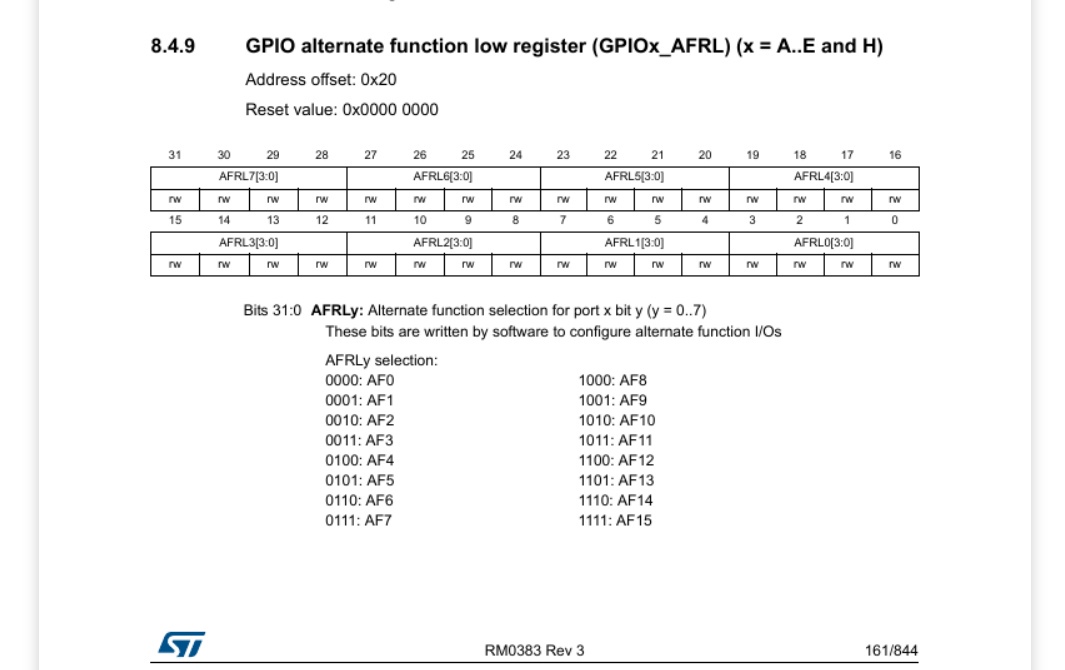 8.4.9 GPIO alternate function low register (GPIOx_AFRL) (x = A..E and H)
Address offset: 0x20
Reset value: 0x0000 0000
31 30 29 28 27 26 25 24 23 22 21 20 19 18 17 16
AFRL7[3:0] AFRL6[3:0] AFRL5[3:0] AFRL4[3:0]
rw rw rw rw rw rw rw rw rw rw rw rw rw rw rw rw
15 14 13 12 11 10 9 8 7 6 5 4 3 2 1 0
AFRL3[3:0] AFRL2[3:0] AFRL1[3:0] AFRL0[3:0]
rw rw rw rw rw rw rw rw rw rw rw rw rw rw rw rw
Bits 31:0 AFRLy: Alternate function selection for port x bit y (y = 0..7)
These bits are written by software to configure alternate function I/Os
AFRLy selection:
0000: AF0 1000: AF8
0001: AF1 1001: AF9
0010: AF2 1010: AF10
0011: AF3 1011: AF11
0100: AF4 1100: AF12
0101: AF5 1101: AF13
0110: AF6 1110: AF14
0111: AF7 1111: AF15
ST RM0383 Rev 3 161/844